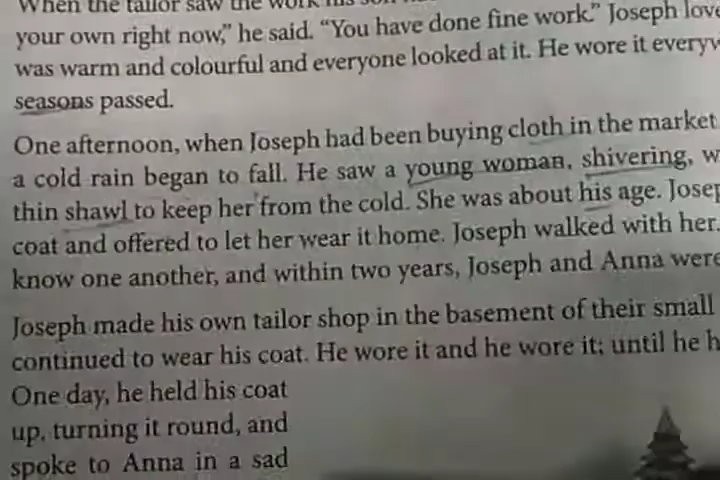 When the tailor saw the work his
your own right now," he said. "You have done fine work." Joseph
was warm and colourful and everyone looked at it. He wore it
seasons passed.
One afternoon, when Joseph had been buying cloth in the market
a cold rain began to fall. He saw a young woman, shivering,
thin shawl to keep her from the cold. She was about his age.
coat and offered to let her wear it home. Joseph walked with her.
know one another, and within two years, Joseph and Anna were
Joseph made his own tailor shop in the basement of their small
continued to wear his coat. He wore it and he wore it; until he
One day, he held his coat
up, turning it round, and
spoke to Anna in a sad